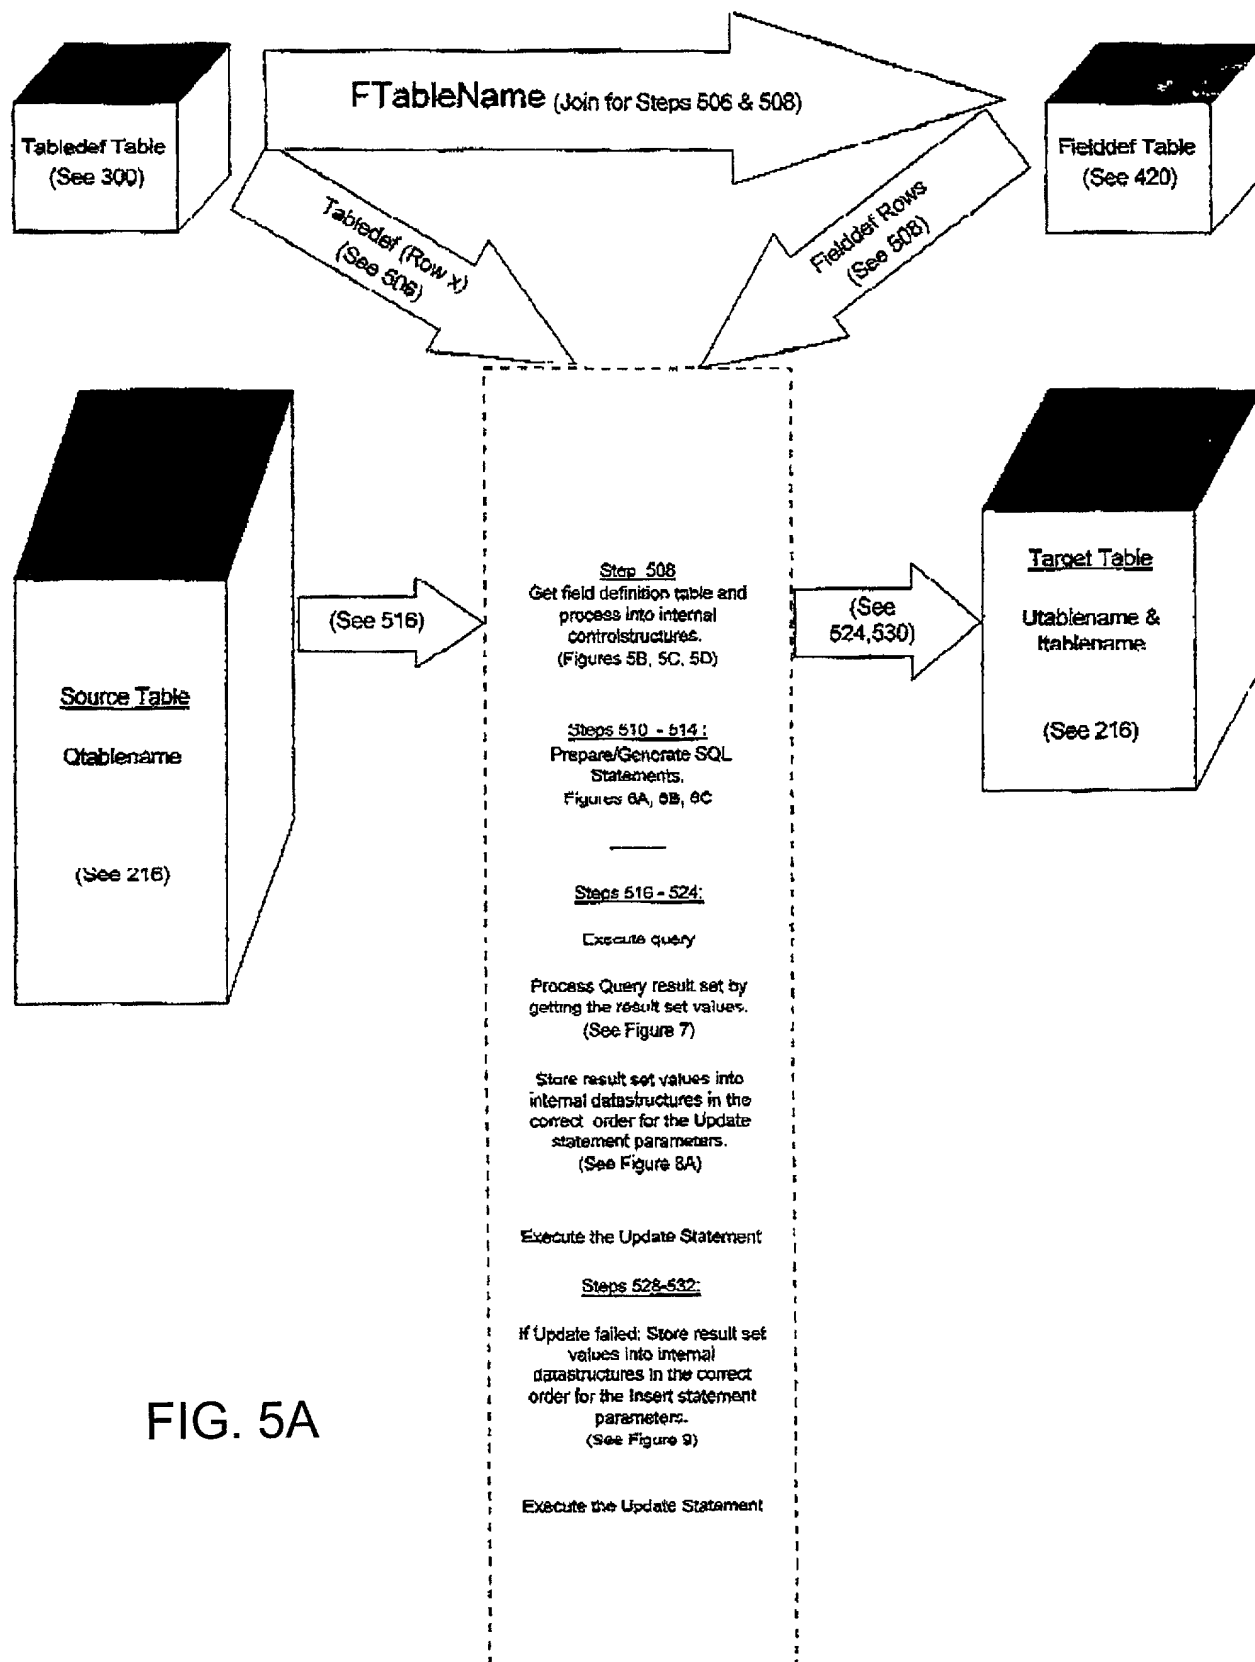 FTableName (Join for Steps 506 & 508)
Tabledef Table
(See 300)
Fielddef Table
(See 420)
Tabledef (Row x)
(See 506)
Fielddef Rows
(See 508)
Source Table
Qtablename
(See 216)
(See 516)
Step 508
Get field definition table and
process into internal
controlstructures.
(Figures 5B, 5C, 5D)
Steps 510 - 514:
Prepare/Generate SQL
Statements.
Figures 6A, 6B, 6C
Steps 516 - 524:
Execute query
Process Query result set by
getting the result set values.
(See Figure 7)
Store result set values into
internal datastructures in the
correct order for the Update
statement parameters.
(See Figure 8A)
Execute the Update Statement
Steps 528-532:
If Update failed: Store result set
values into internal
datastructures in the correct
order for the Insert statement
parameters.
(See Figure 9)
Execute the Update Statement
(See
524,530)
Target Table
Utablename &
Itablename
(See 216)
FIG. 5A